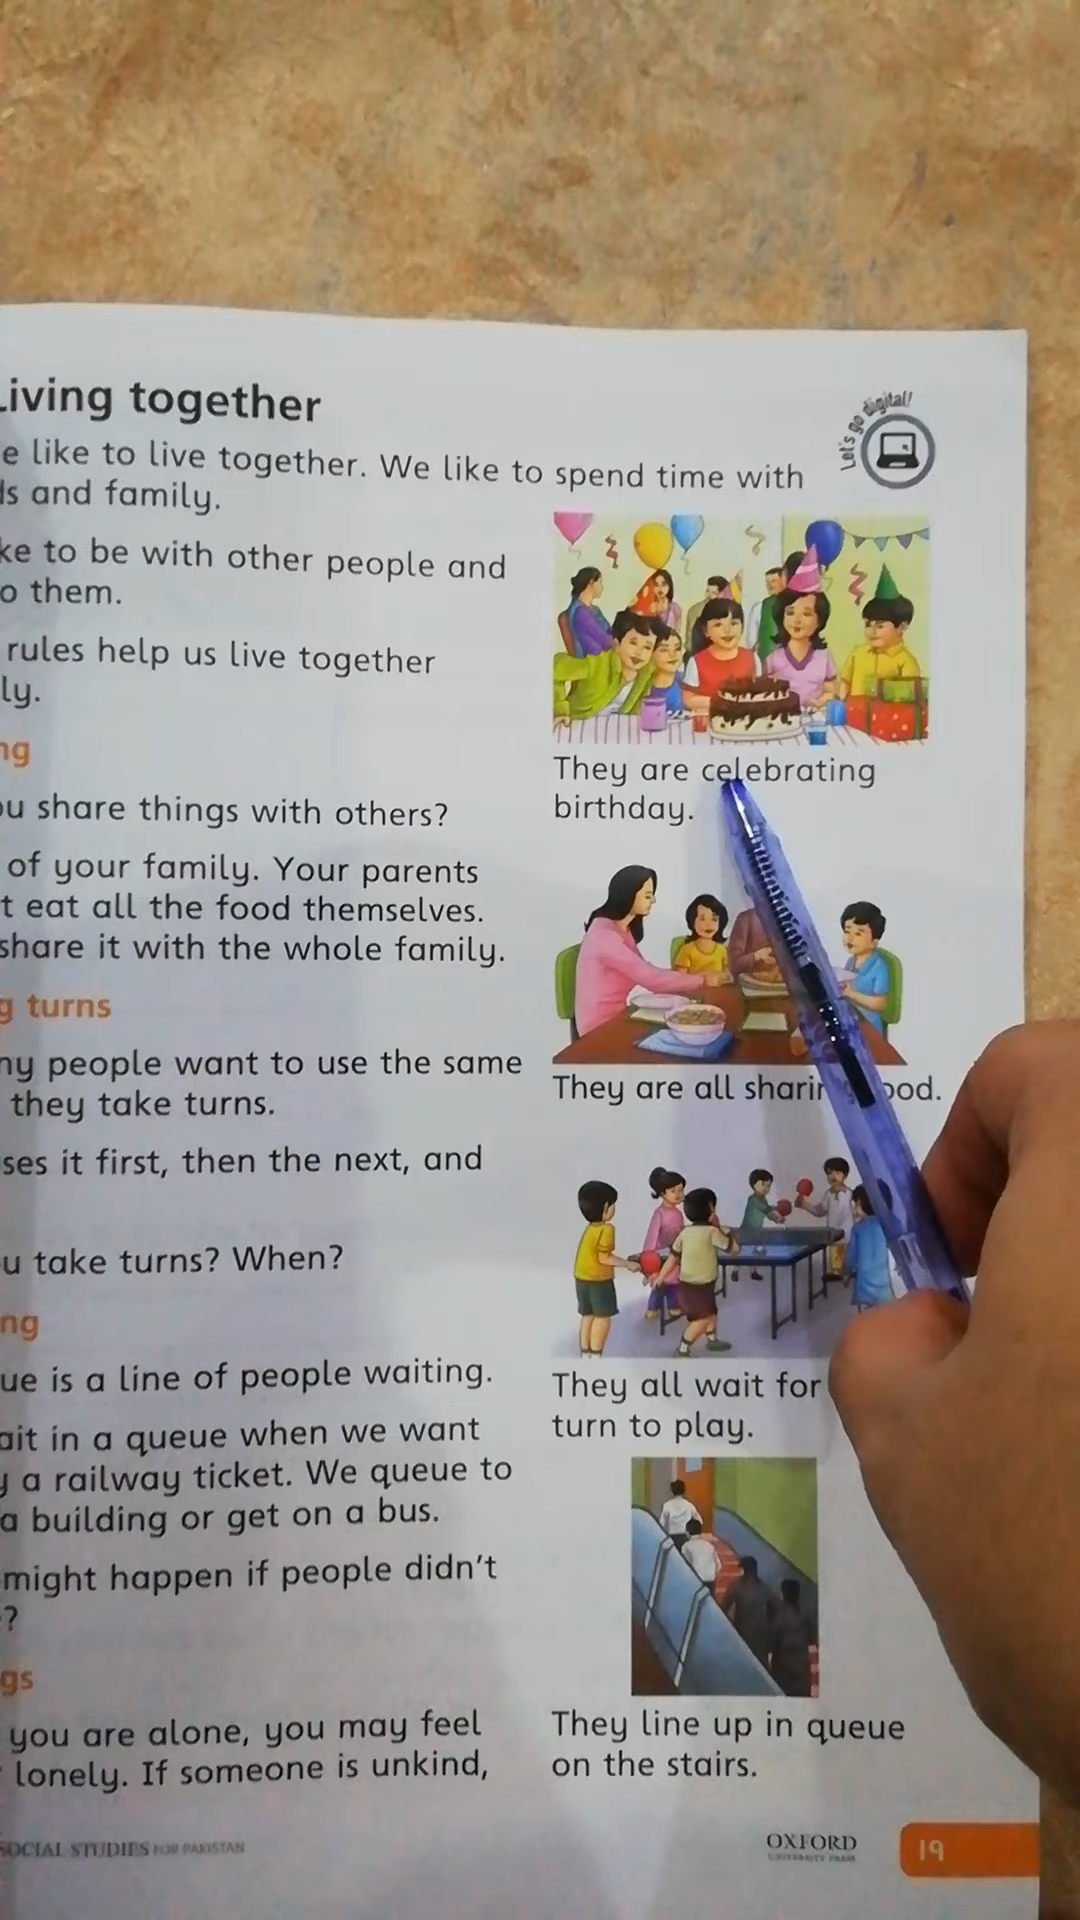 Living together
e like to live together. We like to spend time with
ds and family.
ke to be with other people and
o them.
rules help us live together
ly.
ng
ou share things with others?
of your family. Your parents
t eat all the food themselves.
share it with the whole family.
g turns
ny people want to use the same
they take turns.
ses it first, then the next, and
u take turns? When?
ng
ue is a line of people waiting.
ait in a queue when we want
y a railway ticket. We queue to
a building or get on a bus.
might happen if people didn't
?
gs
you are alone, you may feel
lonely. If someone is unkind,
Let's go digital!
They are celebrating
birthday.
They are all sharing food.
They all wait for
turn to play.
They line up in queue
on the stairs.
SOCIAL STUDIES FOR PAKISTAN
OXFORD
UNIVERSITY PRESS
19